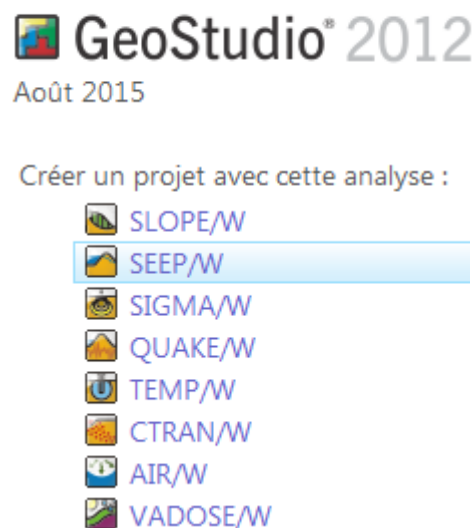 GeoStudio® 2012
Août 2015
Créer un projet avec cette analyse :
SLOPE/W
SEEP/W
SIGMA/W
QUAKE/W
TEMP/W
CTRAN/W
AIR/W
VADOSE/W